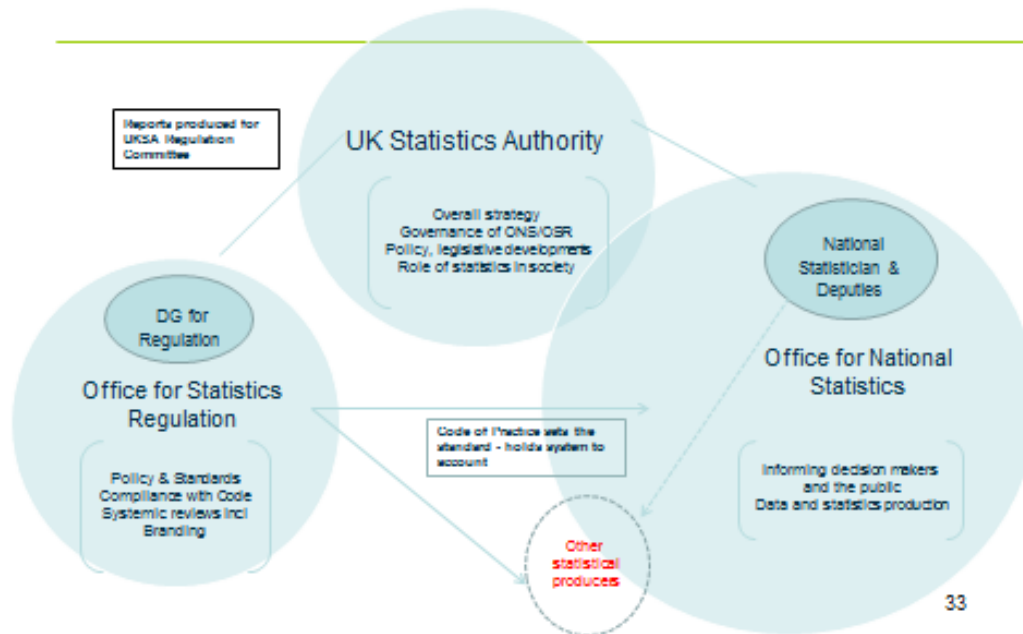 Reports produced for
UKSA Regulation
Committee
UK Statistics Authority
Overall strategy
Governance of ONS/OSR
Policy, legislative developments
Role of statistics in society
National
Statistician &
Deputies
DG for
Regulation
Office for National
Statistics
Office for Statistics
Regulation
Code of Practice sets the
standard - holds system to
account
Policy & Standards
Compliance with Code
Systemic reviews incl
Branding
Informing decision makers
and the public
Data and statistics production
Other
statistical
producers
33